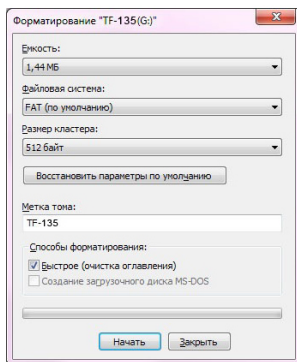 Форматирование "TF-135(G:)"
Емкость:
1,44 МБ
Файловая система:
FAT (по умолчанию)
Размер кластера:
512 байт
Восстановить параметры по умолчанию
Метка тома:
TF-135
Способы форматирования:
Быстрое (очистка оглавления)
Создание загрузочного диска MS-DOS
Начать
Закрыть